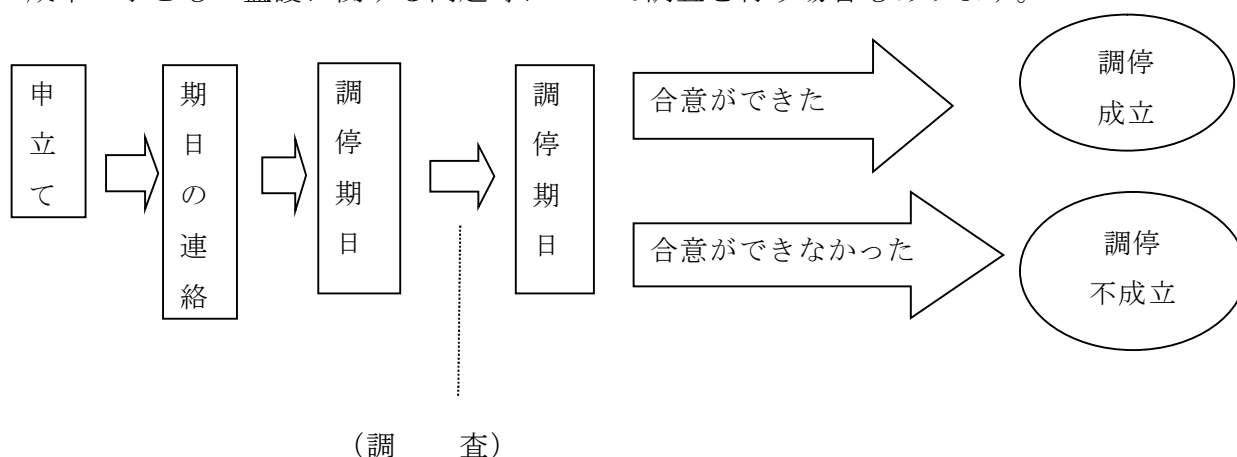 申立て
期日の連絡
調停期日
調停期日
合意ができた
調停
成立
合意ができなかった
調停
不成立
(調 査)